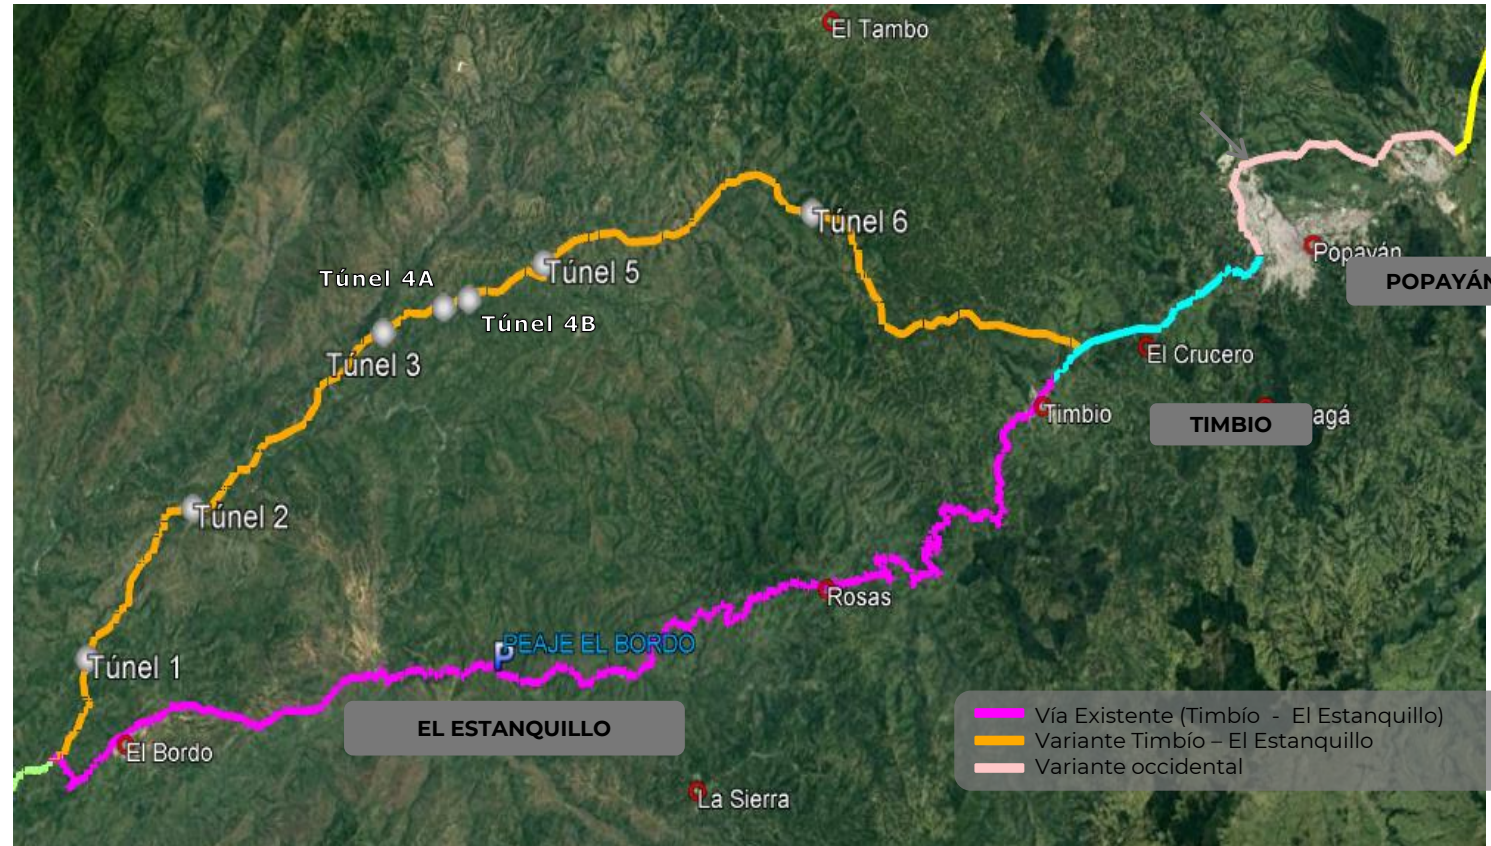 El Tambo
Túnel 6
Popayán
POPAYÁN
Túnel 5
Túnel 4A
Túnel 4B
El Crucero
Túnel 3
Timbio
TIMBIO
agá
Túnel 2
Rosas
PEAJE EL BORDO
P
Túnel 1
EL ESTANQUILLO
El Bordo
La Sierra
Vía Existente (Timbío - El Estanquillo)
Variante Timbío – El Estanquillo
Variante occidental